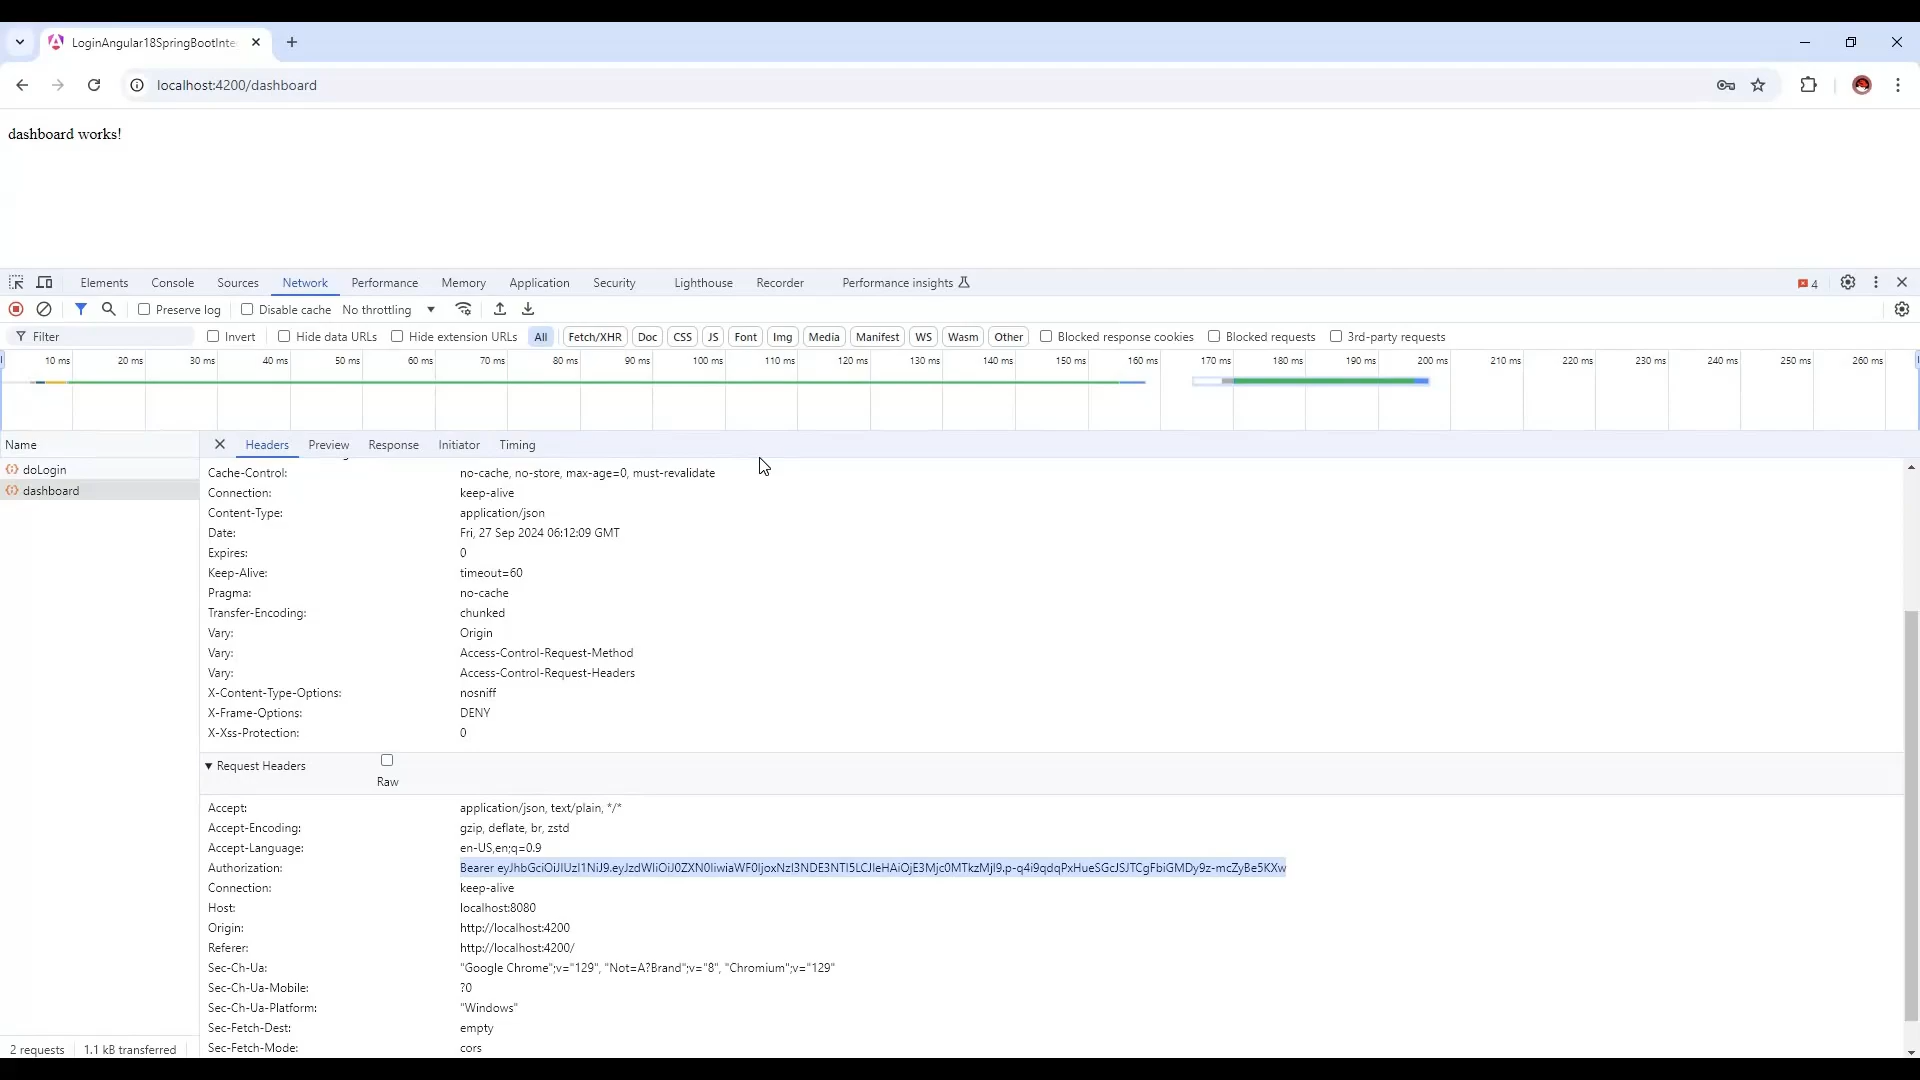 LoginAngular18SpringBootInte
localhost:4200/dashboard
dashboard works!
Elements Console Sources Network Performance Memory Application Security Lighthouse Recorder Performance insights 4
Preserve log Disable cache No throttling
Filter Invert Hide data URLs Hide extension URLs All Fetch/XHR Doc CSS JS Font Img Media Manifest WS Wasm Other Blocked response cookies Blocked requests 3rd-party requests
10 ms 20 ms 30 ms 40 ms 50 ms 60 ms 70 ms 80 ms 90 ms 100 ms 110 ms 120 ms 130 ms 140 ms 150 ms 160 ms 170 ms 180 ms 190 ms 200 ms 210 ms 220 ms 230 ms 240 ms 250 ms 260 ms
Name Headers Preview Response Initiator Timing
doLogin
dashboard
Cache-Control: no-cache, no-store, max-age=0, must-revalidate
Connection: keep-alive
Content-Type: application/json
Date: Fri, 27 Sep 2024 06:12:09 GMT
Expires: 0
Keep-Alive: timeout=60
Pragma: no-cache
Transfer-Encoding: chunked
Vary: Origin
Vary: Access-Control-Request-Method
Vary: Access-Control-Request-Headers
X-Content-Type-Options: nosniff
X-Frame-Options: DENY
X-Xss-Protection: 0
Request Headers
Raw
Accept: application/json, text/plain, */*
Accept-Encoding: gzip, deflate, br, zstd
Accept-Language: en-US,en;q=0.9
Authorization: Bearer
Connection: keep-alive
Host: localhost:8080
Origin: http://localhost:4200
Referer: http://localhost:4200/
Sec-Ch-Ua: "Google Chrome";v="129", "Not=A?Brand";v="8", "Chromium";v="129"
Sec-Ch-Ua-Mobile: ?0
Sec-Ch-Ua-Platform: "Windows"
Sec-Fetch-Dest: empty
Sec-Fetch-Mode: cors
2 requests 1.1 kB transferred